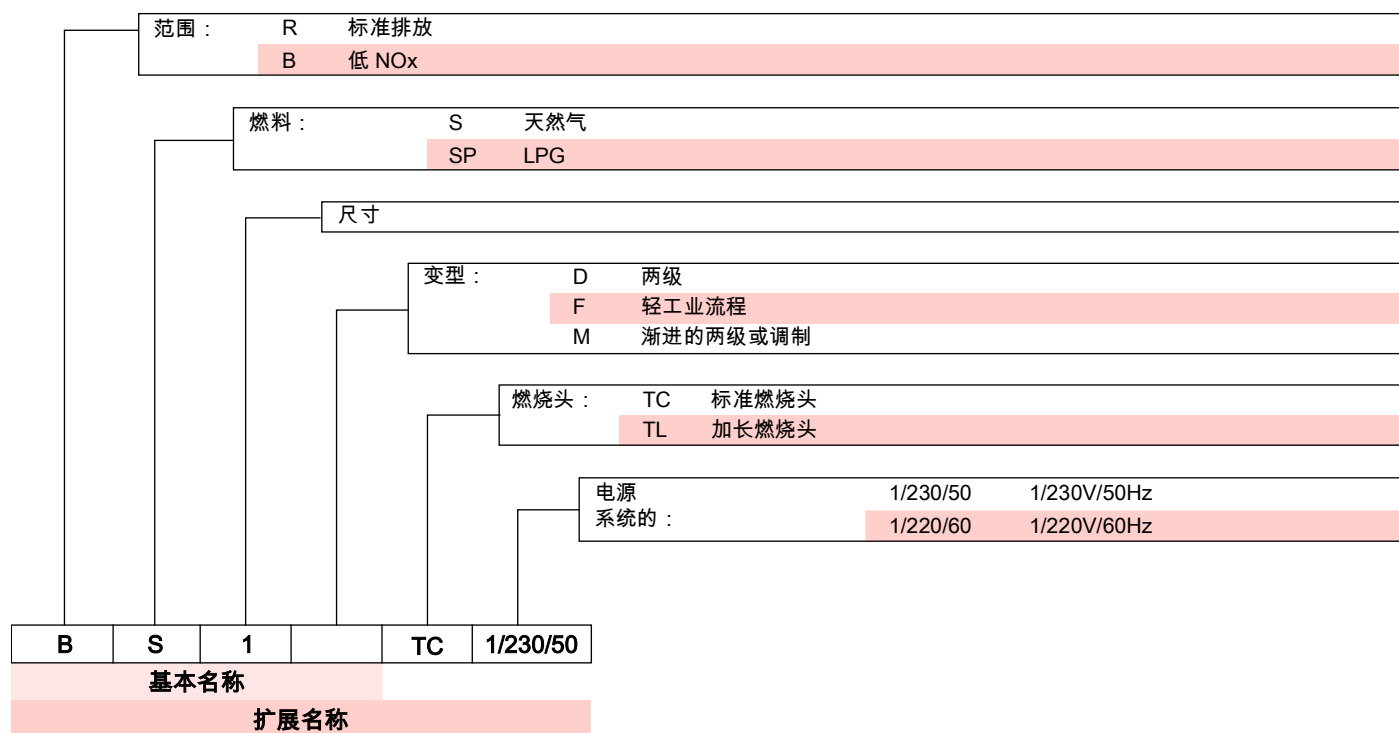 范围： R 标准排放
B 低 NOx
燃料： S 天然气
SP LPG
尺寸
变型： D 两级
F 轻工业流程
M 渐进的两级或调制
燃烧头： TC 标准燃烧头
TL 加长燃烧头
电源 1/230/50 1/230V/50Hz
系统的： 1/220/60 1/220V/60Hz
B S 1 TC 1/230/50
基本名称
扩展名称